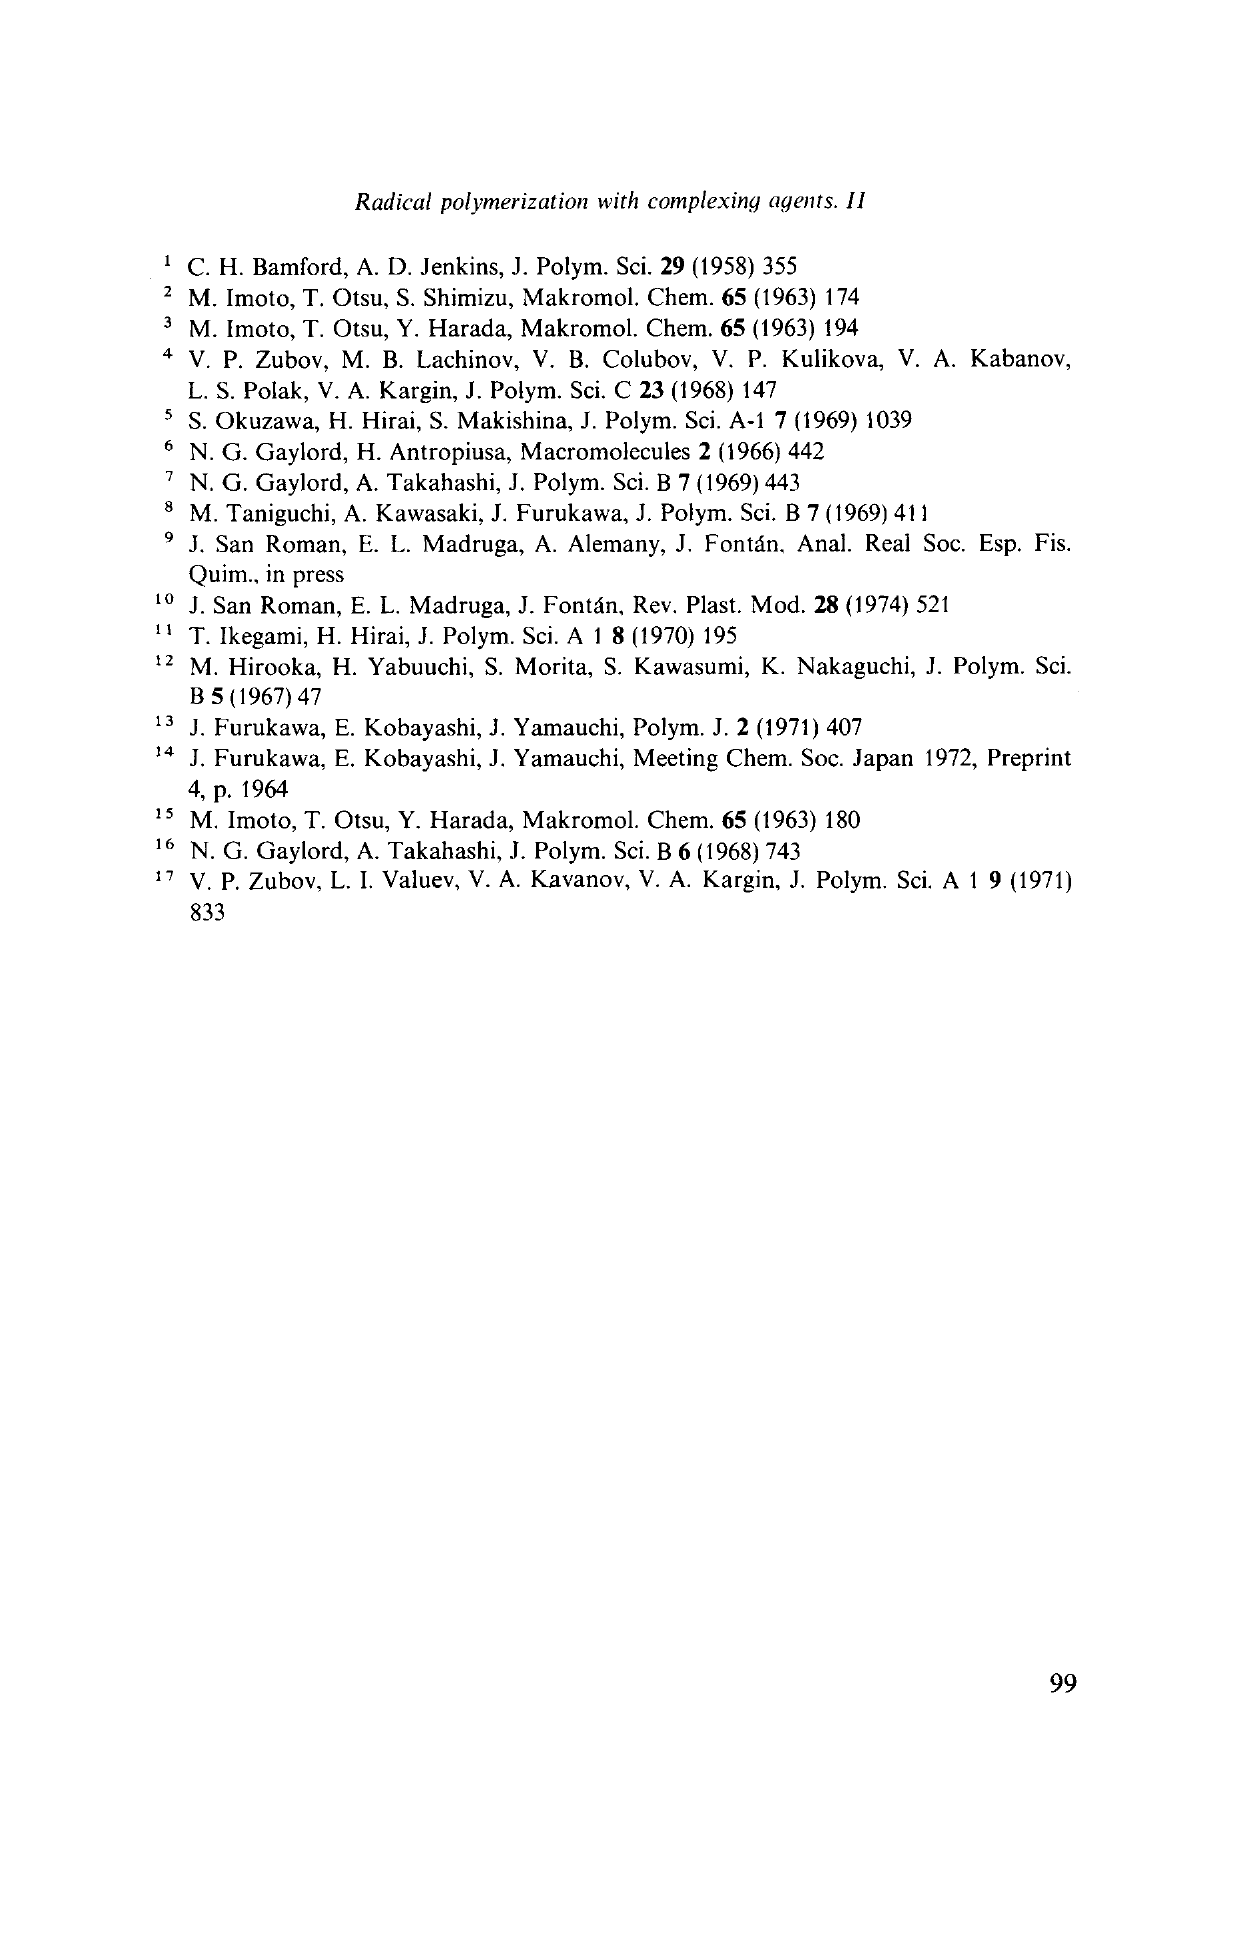 Radical polymerization with complexing agents. II
1 C. H. Bamford, A. D. Jenkins, J. Polym. Sci. 29 (1958) 355
2 M. Imoto, T. Otsu, S. Shimizu, Makromol. Chem. 65 (1963) 174
3 M. Imoto, T. Otsu, Y. Harada, Makromol. Chem. 65 (1963) 194
4 V. P. Zubov, M. B. Lachinov, V. B. Colubov, V. P. Kulikova, V. A. Kabanov,
L. S. Polak, V. A. Kargin, J. Polym. Sci. C 23 (1968) 147
5 S. Okuzawa, H. Hirai, S. Makishina, J. Polym. Sci. A-1 7 (1969) 1039
6 N. G. Gaylord, H. Antropiusa, Macromolecules 2 (1966) 442
7 N. G. Gaylord, A. Takahashi, J. Polym. Sci. B 7 (1969) 443
8 M. Taniguchi, A. Kawasaki, J. Furukawa, J. Polym. Sci. B 7 (1969) 411
9 J. San Roman, E. L. Madruga, A. Alemany, J. Fontán, Anal. Real Soc. Esp. Fis.
Quim., in press
10 J. San Roman, E. L. Madruga, J. Fontán, Rev. Plast. Mod. 28 (1974) 521
11 T. Ikegami, H. Hirai, J. Polym. Sci. A 1 8 (1970) 195
12 M. Hirooka, H. Yabuuchi, S. Morita, S. Kawasumi, K. Nakaguchi, J. Polym. Sci.
B 5 (1967) 47
13 J. Furukawa, E. Kobayashi, J. Yamauchi, Polym. J. 2 (1971) 407
14 J. Furukawa, E. Kobayashi, J. Yamauchi, Meeting Chem. Soc. Japan 1972, Preprint
4, p. 1964
15 M. Imoto, T. Otsu, Y. Harada, Makromol. Chem. 65 (1963) 180
16 N. G. Gaylord, A. Takahashi, J. Polym. Sci. B 6 (1968) 743
17 V. P. Zubov, L. I. Valuev, V. A. Kavanov, V. A. Kargin, J. Polym. Sci. A 1 9 (1971)
833
99